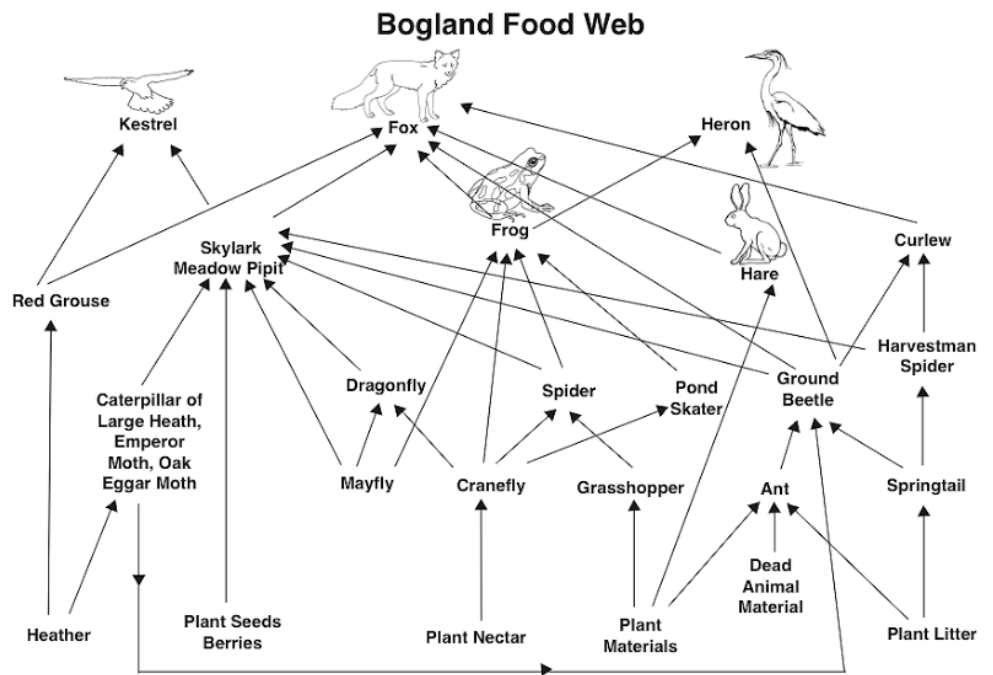 Bogland Food Web
Kestrel
Fox
Heron
Frog
Skylark
Meadow Pipit
Hare
Curlew
Red Grouse
Harvestman
Spider
Dragonfly
Spider
Pond
Skater
Ground
Beetle
Caterpillar of
Large Heath,
Emperor
Moth, Oak
Eggar Moth
Mayfly
Cranefly
Grasshopper
Ant
Springtail
Dead
Animal
Material
Heather
Plant Seeds
Berries
Plant Nectar
Plant
Materials
Plant Litter